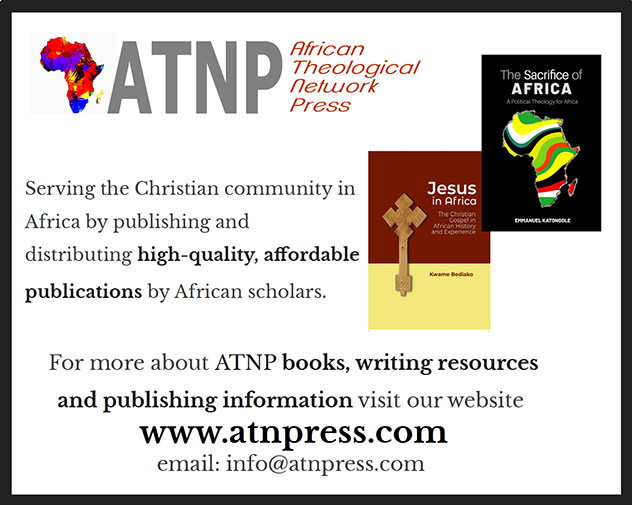 ATNP
African
Theological
Network
Press
The Sacrifice of
AFRICA
A Political Theology for Africa
EMMANUEL KATONGOLE
Jesus
in Africa
The Christian
Gospel in
African History
and Experience
Kwame Bediako
Serving the Christian community in
Africa by publishing and
distributing high-quality, affordable
publications by African scholars.
For more about ATNP books, writing resources
and publishing information visit our website
www.atnpress.com
email: info@atnpress.com